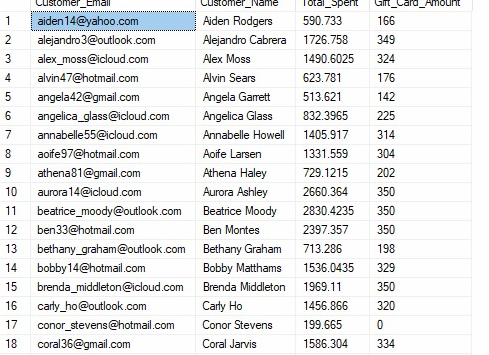 Customer_Email Customer_Name Total_Spent Gift_Card_Amount
1 aiden14@yahoo.com Aiden Rodgers 590.733 166
2 alejandro3@outlook.com Alejandro Cabrera 1726.758 349
3 alex_moss@icloud.com Alex Moss 1490.6025 324
4 alvin47@hotmail.com Alvin Sears 623.781 176
5 angela42@gmail.com Angela Garrett 513.621 142
6 angelica_glass@icloud.com Angelica Glass 832.3965 225
7 annabelle55@icloud.com Annabelle Howell 1405.917 314
8 aoife97@hotmail.com Aoife Larsen 1331.559 304
9 athena81@gmail.com Athena Haley 729.1215 202
10 aurora14@icloud.com Aurora Ashley 2660.364 350
11 beatrice_moody@outlook.com Beatrice Moody 2830.4235 350
12 ben33@hotmail.com Ben Montes 2397.357 350
13 bethany_graham@outlook.com Bethany Graham 713.286 198
14 bobby14@hotmail.com Bobby Matthams 1536.0435 329
15 brenda_middleton@icloud.com Brenda Middleton 1969.11 350
16 carly_ho@outlook.com Carly Ho 1456.866 320
17 conor_stevens@hotmail.com Conor Stevens 199.665 0
18 coral36@gmail.com Coral Jarvis 1586.304 334